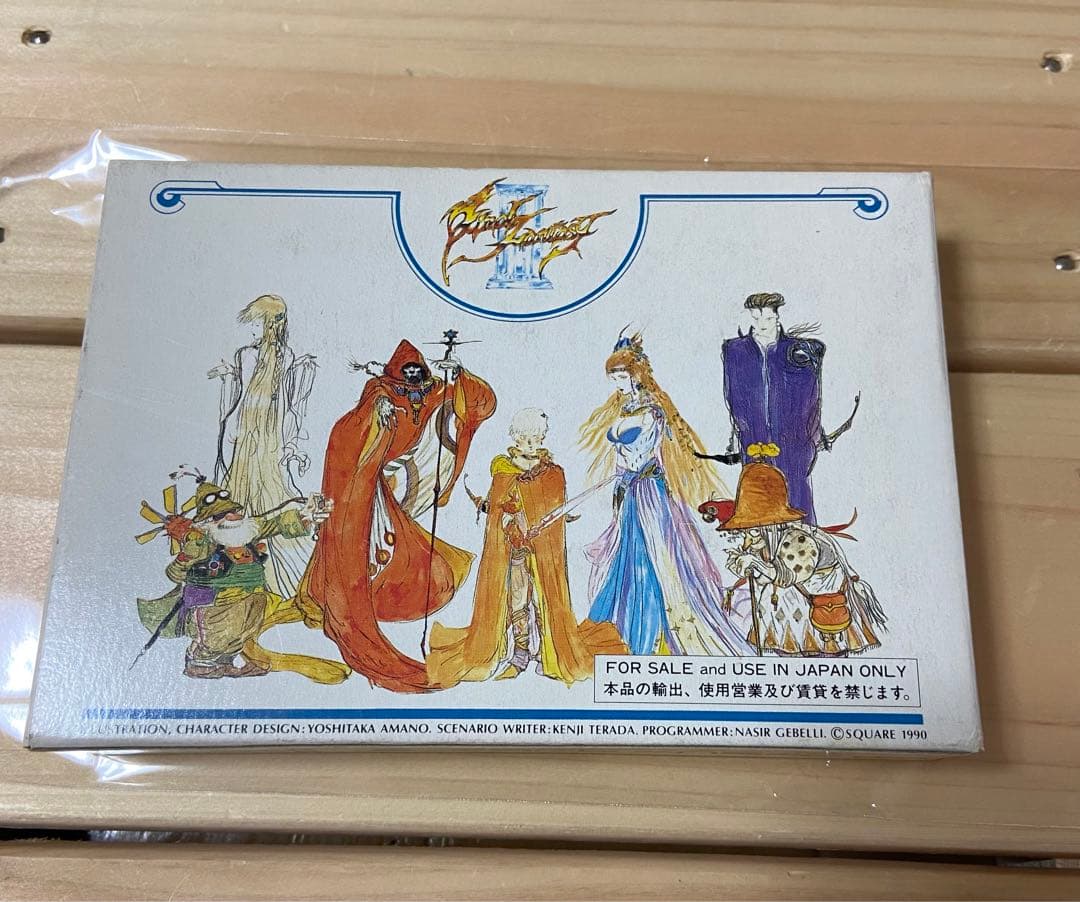 Final Fantasy
III
FOR SALE and USE IN JAPAN ONLY
本品の輸出、使用営業及び賃貸を禁じます。
ILLUSTRATION, CHARACTER DESIGN:YOSHITAKA AMANO. SCENARIO WRITER:KENJI TERADA. PROGRAMMER:NASIR GEBELLI. ©SQUARE 1990